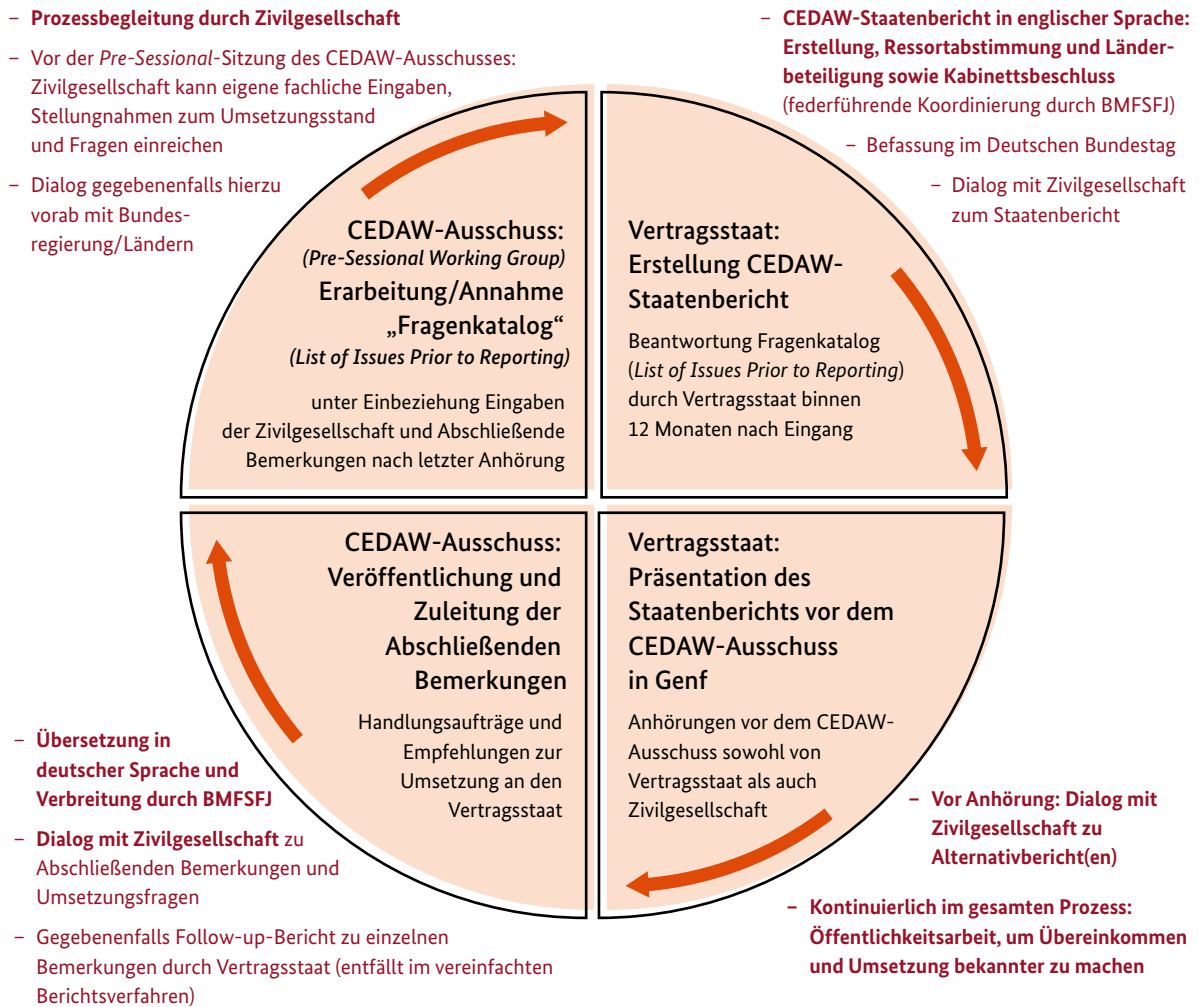 – Prozessbegleitung durch Zivilgesellschaft
– Vor der Pre-Sessional-Sitzung des CEDAW-Ausschusses:
Zivilgesellschaft kann eigene fachliche Eingaben,
Stellungnahmen zum Umsetzungsstand
und Fragen einreichen
– Dialog gegebenenfalls hierzu
vorab mit Bundes-
regierung/Ländern
– CEDAW-Staatenbericht in englischer Sprache:
Erstellung, Ressortabstimmung und Länder-
beteiligung sowie Kabinettsbeschluss
(federführende Koordinierung durch BMFSFJ)
– Befassung im Deutschen Bundestag
– Dialog mit Zivilgesellschaft
zum Staatenbericht
CEDAW-Ausschuss:
(Pre-Sessional Working Group)
Erarbeitung/Annahme
„Fragenkatalog“
(List of Issues Prior to Reporting)
unter Einbeziehung Eingaben
der Zivilgesellschaft und Abschließende
Bemerkungen nach letzter Anhörung
Vertragsstaat:
Erstellung CEDAW-
Staatenbericht
Beantwortung Fragenkatalog
(List of Issues Prior to Reporting)
durch Vertragsstaat binnen
12 Monaten nach Eingang
CEDAW-Ausschuss:
Veröffentlichung und
Zuleitung der
Abschließenden
Bemerkungen
Handlungsaufträge und
Empfehlungen zur
Umsetzung an den
Vertragsstaat
Vertragsstaat:
Präsentation des
Staatenberichts vor dem
CEDAW-Ausschuss
in Genf
Anhörungen vor dem CEDAW-
Ausschuss sowohl von
Vertragsstaat als auch
Zivilgesellschaft
– Übersetzung in
deutscher Sprache und
Verbreitung durch BMFSFJ
– Dialog mit Zivilgesellschaft zu
Abschließenden Bemerkungen und
Umsetzungsfragen
– Gegebenenfalls Follow-up-Bericht zu einzelnen
Bemerkungen durch Vertragsstaat (entfällt im vereinfachten
Berichtsverfahren)
– Vor Anhörung: Dialog mit
Zivilgesellschaft zu
Alternativbericht(en)
– Kontinuierlich im gesamten Prozess:
Öffentlichkeitsarbeit, um Übereinkommen
und Umsetzung bekannter zu machen